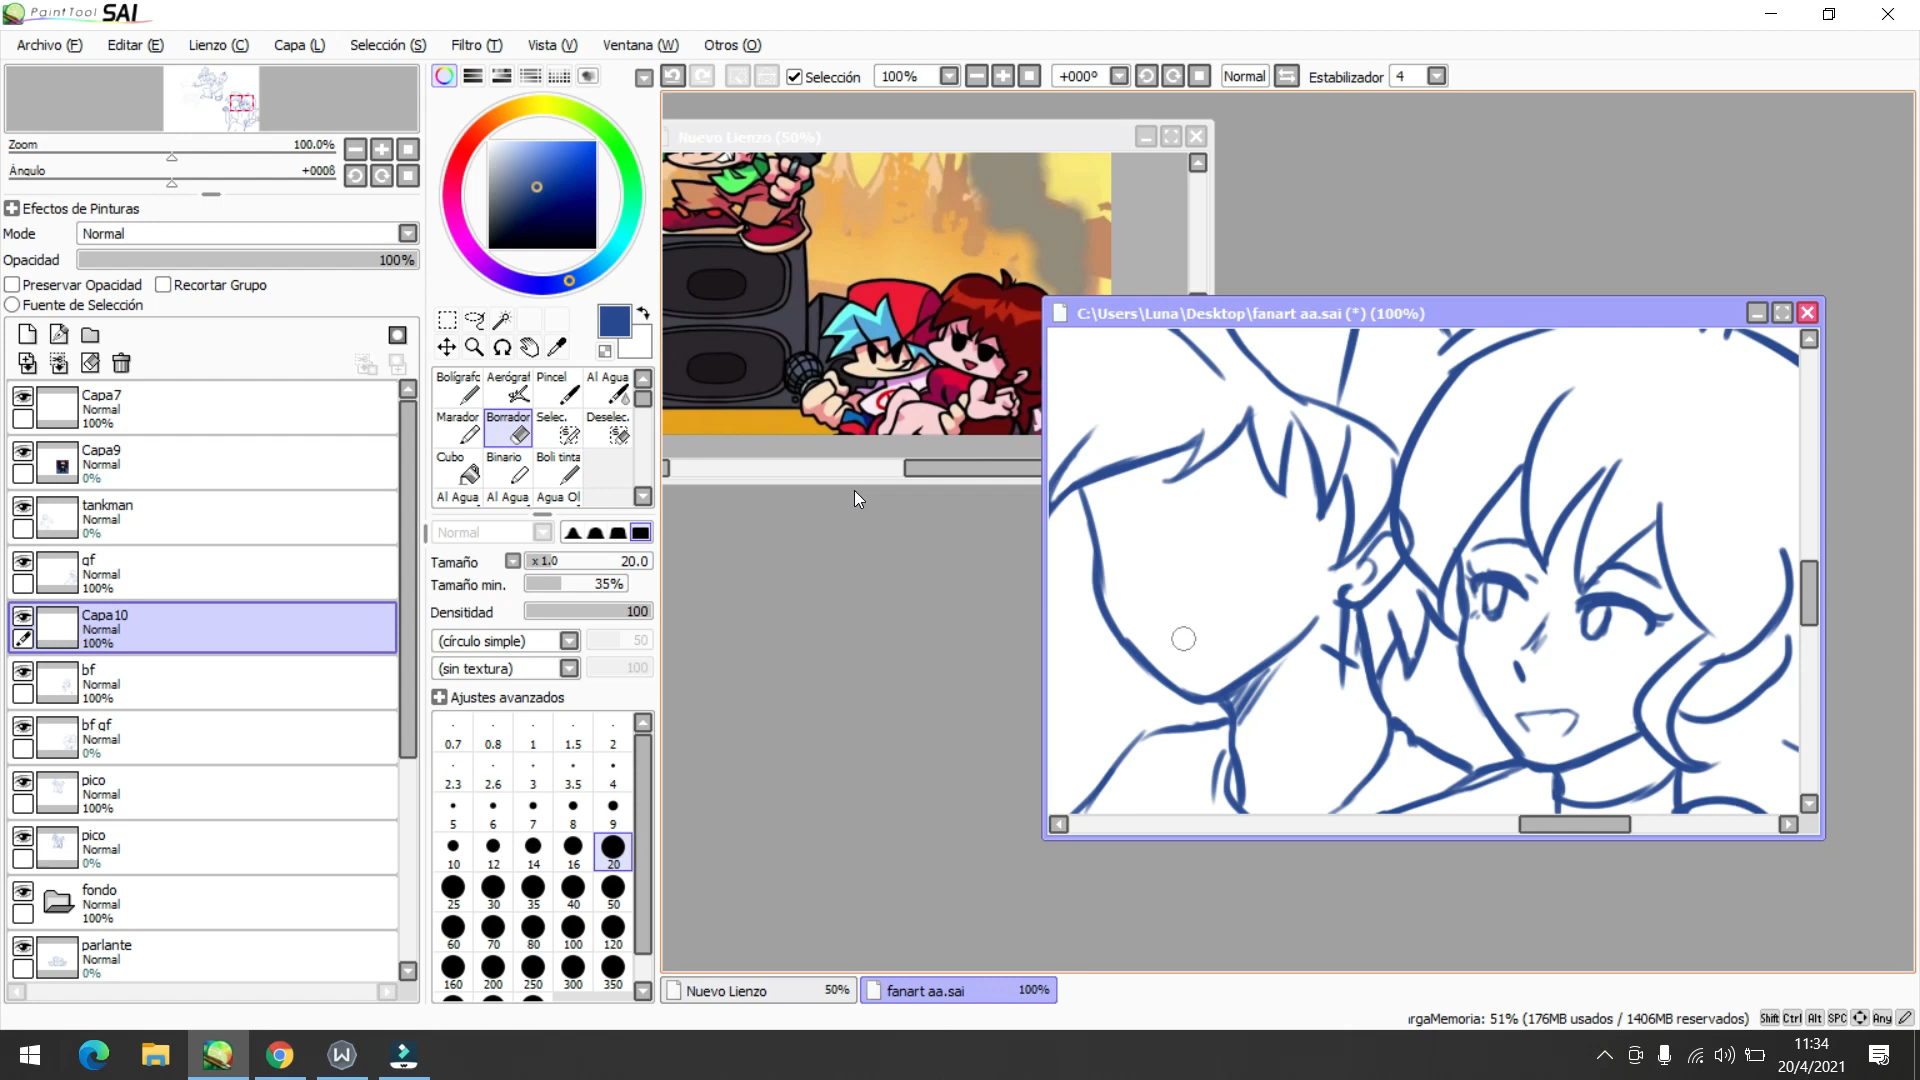 PaintTool SAI
Archivo (F) Editar (E) Lienzo (C) Capa (L) Selección (S) Filtro (T) Vista (V) Ventana (W) Otros (O)
Selección 100% +000º Normal Estabilizador 4
Zoom 100.0%
Ángulo +000ß
Efectos de Pinturas
Mode Normal
Opacidad 100%
Preservar Opacidad Recortar Grupo
Fuente de Selección
Capa7
Normal
100%
Capa9
Normal
0%
tankman
Normal
0%
gf
Normal
100%
Capa10
Normal
100%
bf
Normal
100%
bf gf
Normal
0%
pico
Normal
100%
pico
Normal
0%
fondo
Normal
100%
parlante
Normal
0%
Bolígrafo Aerógraf Pincel Al Agua
Marador Borrador Selec. Deselec.
Cubo Binario Boli tinta
Al Agua Al Agua Agua Ol
Normal
Tamaño x 1.0 20.0
Tamaño min. 35%
Densitidad 100
(círculo simple) 50
(sin textura) 100
Ajustes avanzados
0.7 0.8 1 1.5 2
2.3 2.6 3 3.5 4
5 6 7 8 9
10 12 14 16 20
25 30 35 40 50
60 70 80 100 120
160 200 250 300 350
Nuevo Lienzo (50%)
C:\Users\Luna\Desktop\fanart aa.sai (*) (100%)
Nuevo Lienzo 50%
fanart aa.sai 100%
ırgaMemoria: 51% (176MB usados / 1406MB reservados) Shift Ctrl Alt SPC Any
11:34
20/4/2021